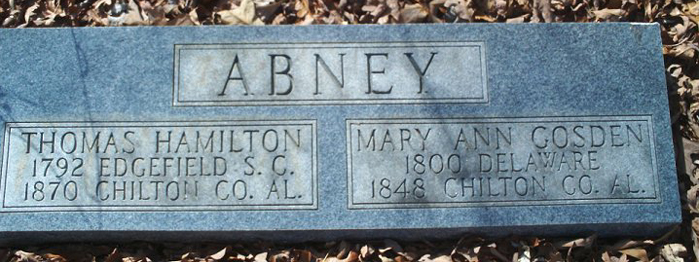 ABNEY
THOMAS HAMILTON
1792 EDGEFIELD S. C.
1870 CHILTON CO. AL.
MARY ANN GOSDEN
1800 DELAWARE
1848 CHILTON CO. AL.